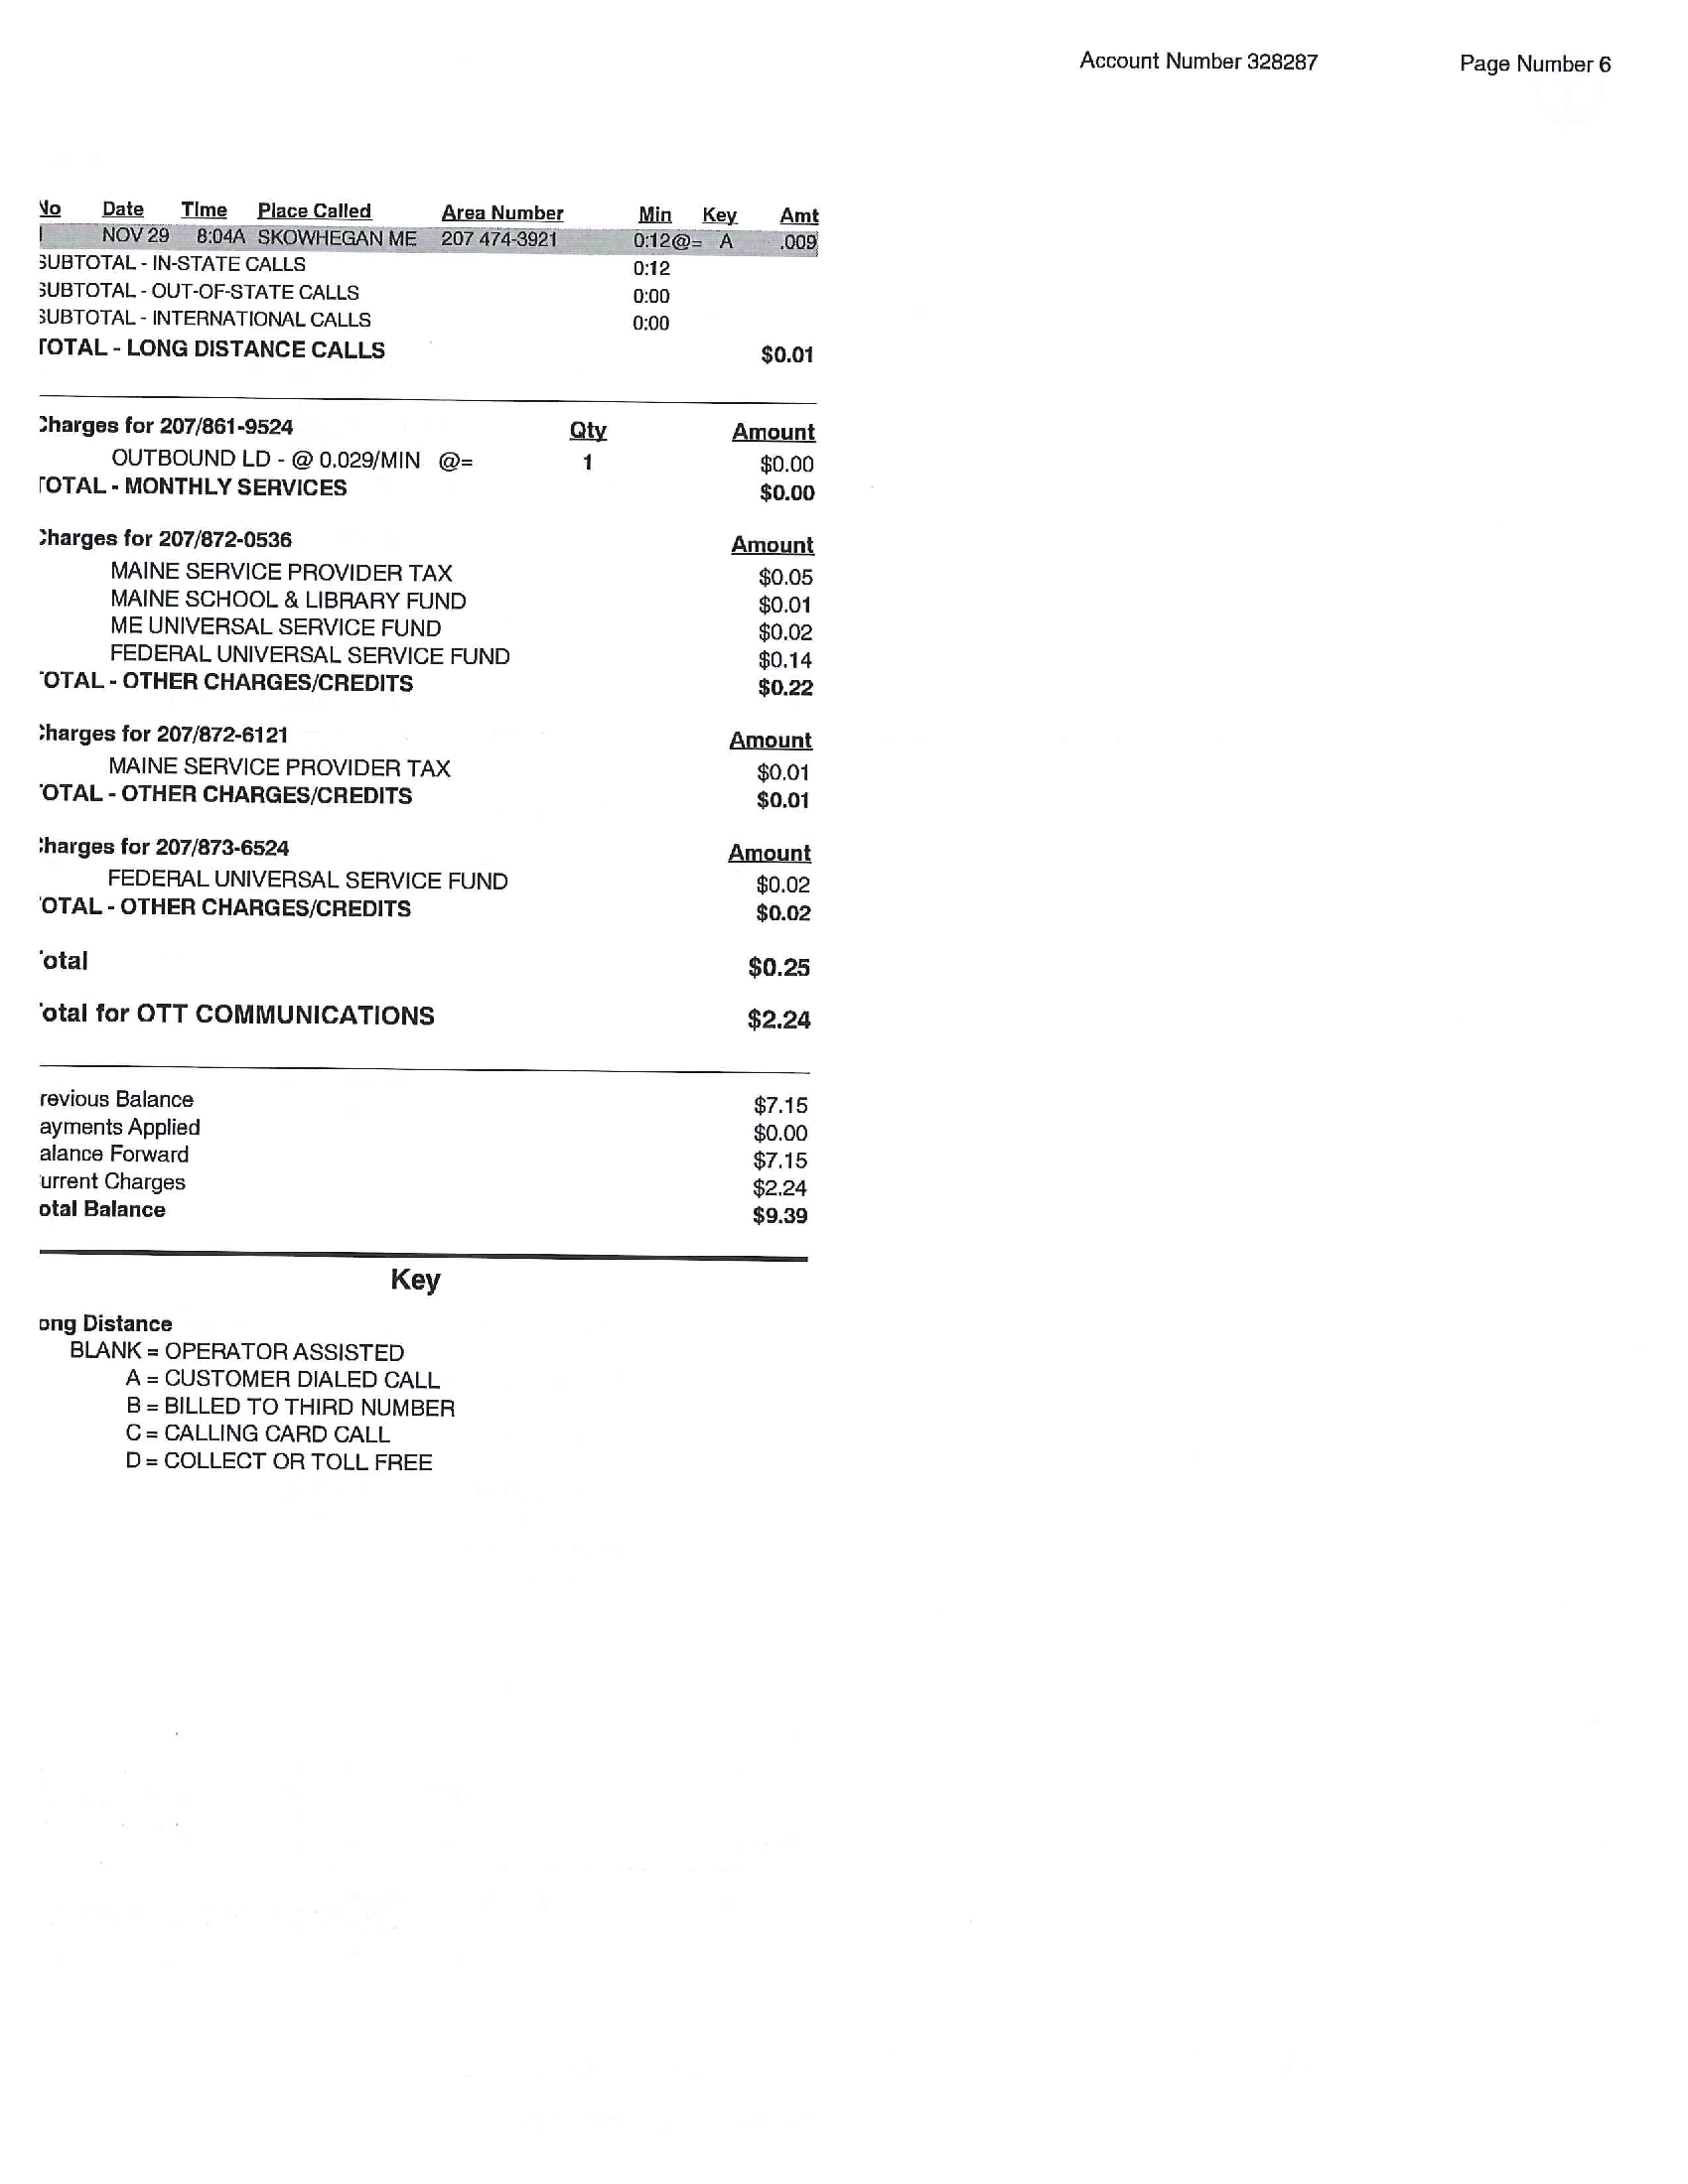 Account Number 328287 Page Number 6
No Date Time Place Called Area Number Min Key Amt
NOV 29 8:04A SKOWHEGAN ME 207 474-3921 0:12@= A .009
SUBTOTAL - IN-STATE CALLS 0:12
SUBTOTAL - OUT-OF-STATE CALLS 0:00
SUBTOTAL - INTERNATIONAL CALLS 0:00
TOTAL - LONG DISTANCE CALLS $0.01
Charges for 207/861-9524 Qty Amount
OUTBOUND LD - @ 0.029/MIN @= 1 $0.00
TOTAL - MONTHLY SERVICES $0.00
Charges for 207/872-0536 Amount
MAINE SERVICE PROVIDER TAX $0.05
MAINE SCHOOL & LIBRARY FUND $0.01
ME UNIVERSAL SERVICE FUND $0.02
FEDERAL UNIVERSAL SERVICE FUND $0.14
OTAL - OTHER CHARGES/CREDITS $0.22
harges for 207/872-6121 Amount
MAINE SERVICE PROVIDER TAX $0.01
OTAL - OTHER CHARGES/CREDITS $0.01
harges for 207/873-6524 Amount
FEDERAL UNIVERSAL SERVICE FUND $0.02
OTAL - OTHER CHARGES/CREDITS $0.02
otal $0.25
otal for OTT COMMUNICATIONS $2.24
revious Balance $7.15
ayments Applied $0.00
alance Forward $7.15
urrent Charges $2.24
otal Balance $9.39
Key
ong Distance
BLANK = OPERATOR ASSISTED
A = CUSTOMER DIALED CALL
B = BILLED TO THIRD NUMBER
C = CALLING CARD CALL
D = COLLECT OR TOLL FREE